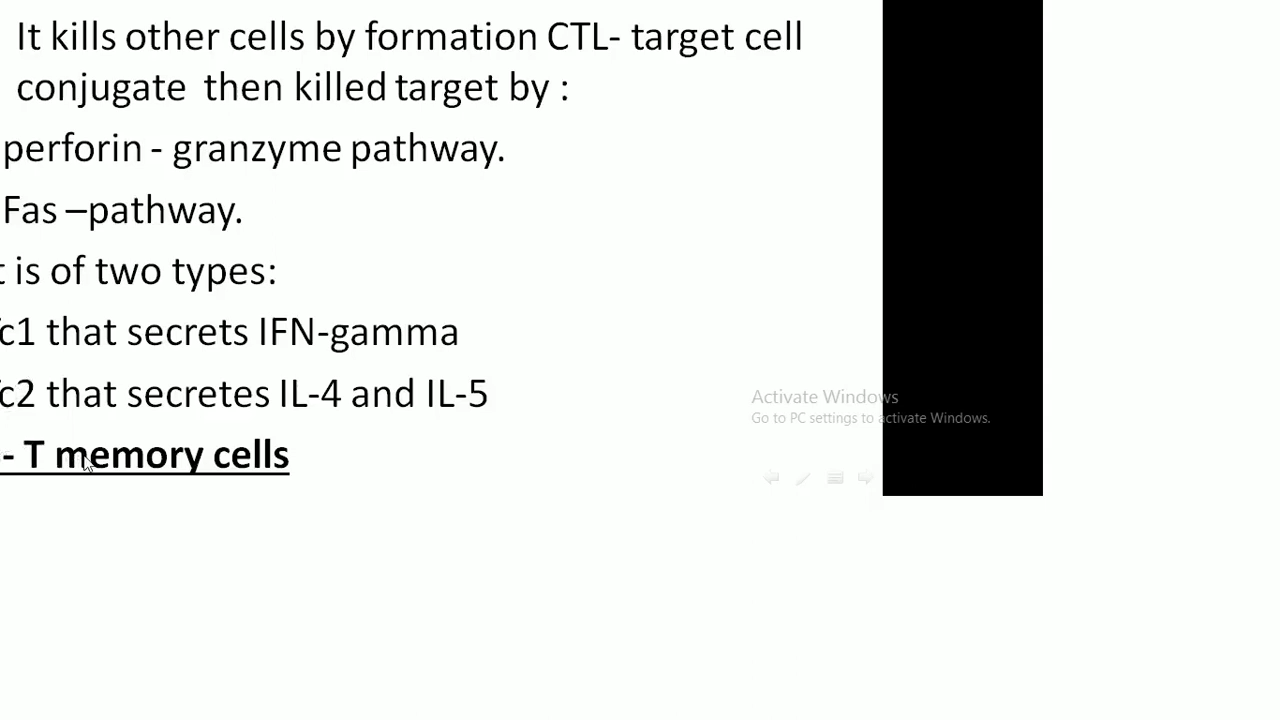 It kills other cells by formation CTL- target cell
conjugate then killed target by :
perforin - granzyme pathway.
Fas –pathway.
is of two types:
c1 that secrets IFN-gamma
c2 that secretes IL-4 and IL-5
- T memory cells
Activate Windows
Go to PC settings to activate Windows.